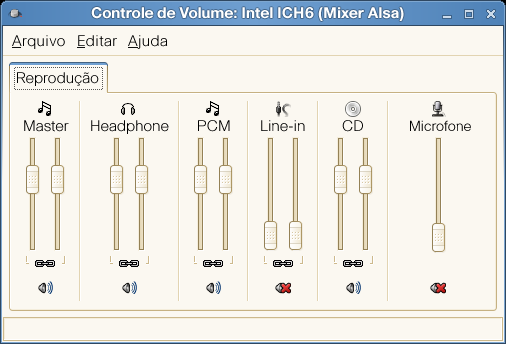 Controle de Volume: Intel ICH6 (Mixer Alsa)
Arquivo Editar Ajuda
Reprodução
Master Headphone PCM Line-in CD Microfone